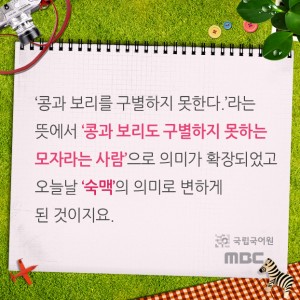 ‘콩과 보리를 구별하지 못한다.’라는
뜻에서 ‘콩과 보리도 구별하지 못하는
모자라는 사람’으로 의미가 확장되었고
오늘날 ‘숙맥’의 의미로 변하게
된 것이지요.
국립국어원
MBC